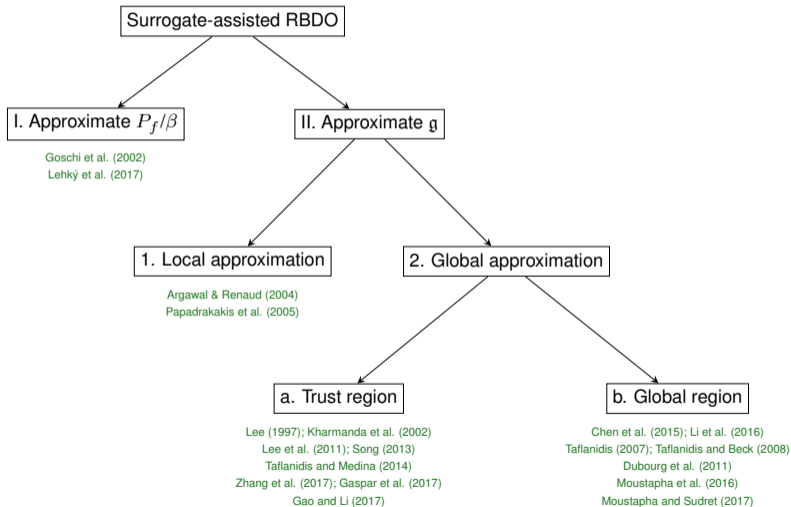 Surrogate-assisted RBDO
I. Approximate P_f/β
II. Approximate 𝔤
Goschi et al. (2002)
Lehký et al. (2017)
1. Local approximation
2. Global approximation
Argawal & Renaud (2004)
Papadrakakis et al. (2005)
a. Trust region
b. Global region
Lee (1997); Kharmanda et al. (2002)
Lee et al. (2011); Song (2013)
Taflanidis and Medina (2014)
Zhang et al. (2017); Gaspar et al. (2017)
Gao and Li (2017)
Chen et al. (2015); Li et al. (2016)
Taflanidis (2007); Taflanidis and Beck (2008)
Dubourg et al. (2011)
Moustapha et al. (2016)
Moustapha and Sudret (2017)